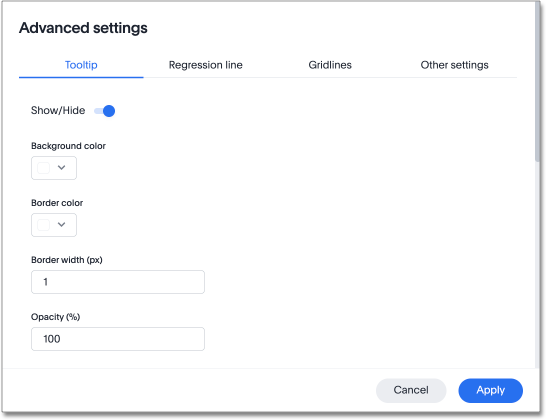 Advanced settings
Tooltip Regression line Gridlines Other settings
Show/Hide
Background color
Border color
Border width (px)
1
Opacity (%)
100
Cancel Apply